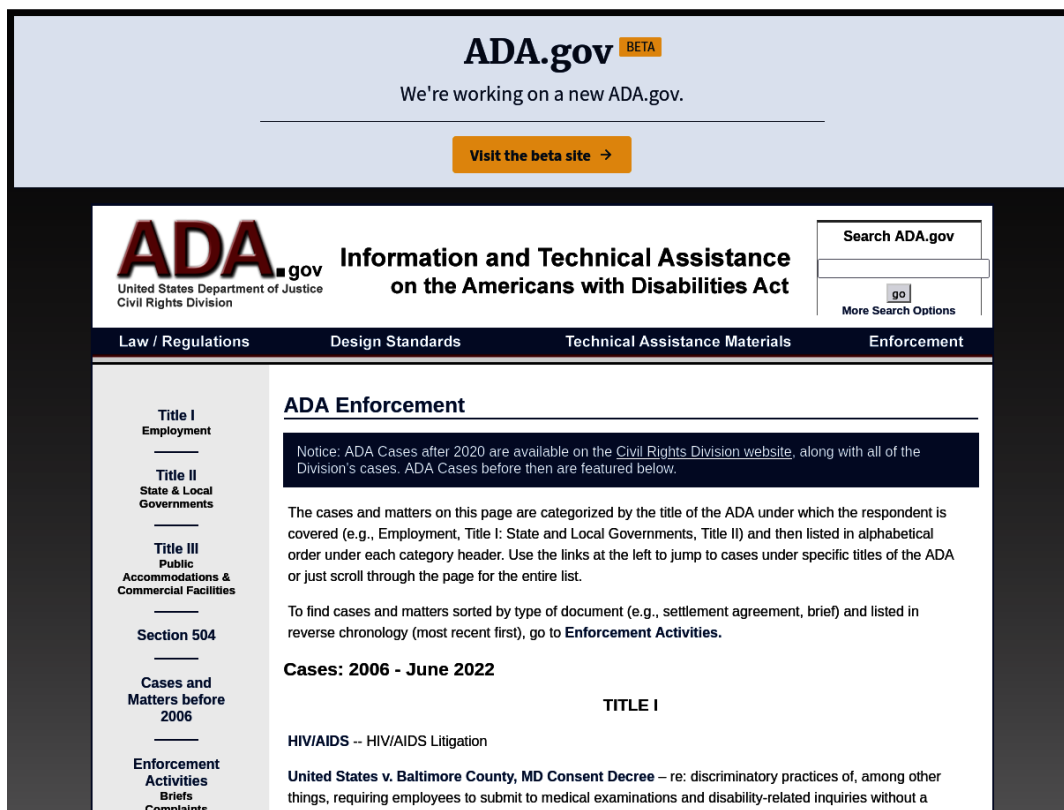 ADA.gov BETA
We're working on a new ADA.gov.
Visit the beta site →
ADA.gov
United States Department of Justice
Civil Rights Division
Information and Technical Assistance
on the Americans with Disabilities Act
Search ADA.gov
go
More Search Options
Law / Regulations
Design Standards
Technical Assistance Materials
Enforcement
Title I
Employment
Title II
State & Local
Governments
Title III
Public
Accommodations &
Commercial Facilities
Section 504
Cases and
Matters before
2006
Enforcement
Activities
Briefs
Complaints
ADA Enforcement
Notice: ADA Cases after 2020 are available on the Civil Rights Division website, along with all of the
Division's cases. ADA Cases before then are featured below.
The cases and matters on this page are categorized by the title of the ADA under which the respondent is
covered (e.g., Employment, Title I: State and Local Governments, Title II) and then listed in alphabetical
order under each category header. Use the links at the left to jump to cases under specific titles of the ADA
or just scroll through the page for the entire list.
To find cases and matters sorted by type of document (e.g., settlement agreement, brief) and listed in
reverse chronology (most recent first), go to Enforcement Activities.
Cases: 2006 - June 2022
TITLE I
HIV/AIDS -- HIV/AIDS Litigation
United States v. Baltimore County, MD Consent Decree – re: discriminatory practices of, among other
things, requiring employees to submit to medical examinations and disability-related inquiries without a